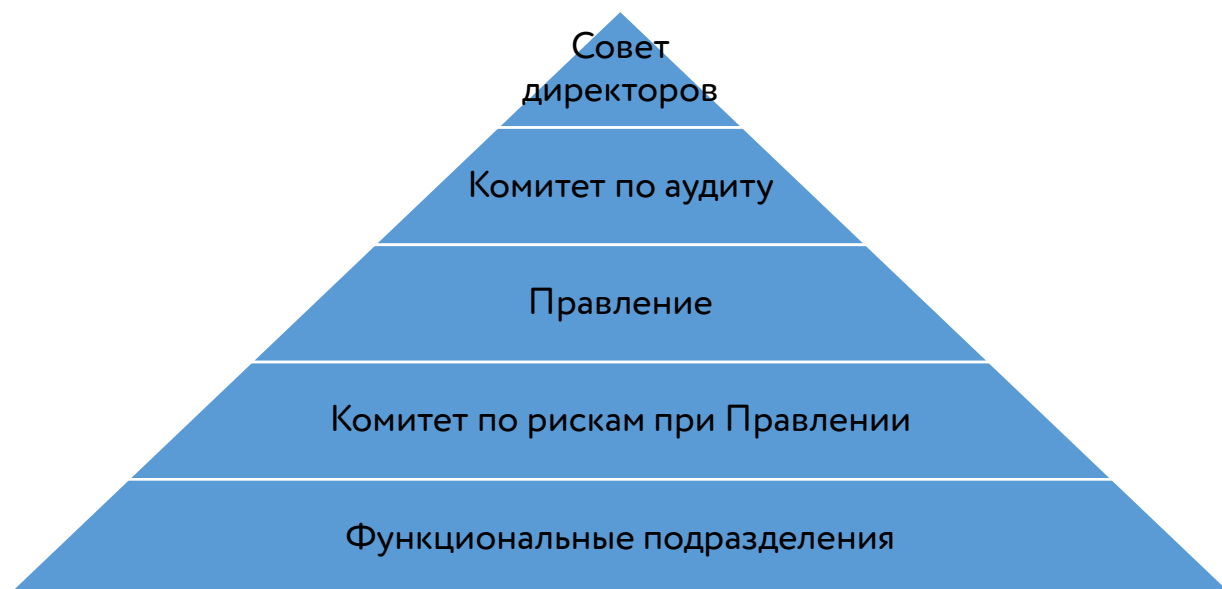 Совет
директоров
Комитет по аудиту
Правление
Комитет по рискам при Правлении
Функциональные подразделения